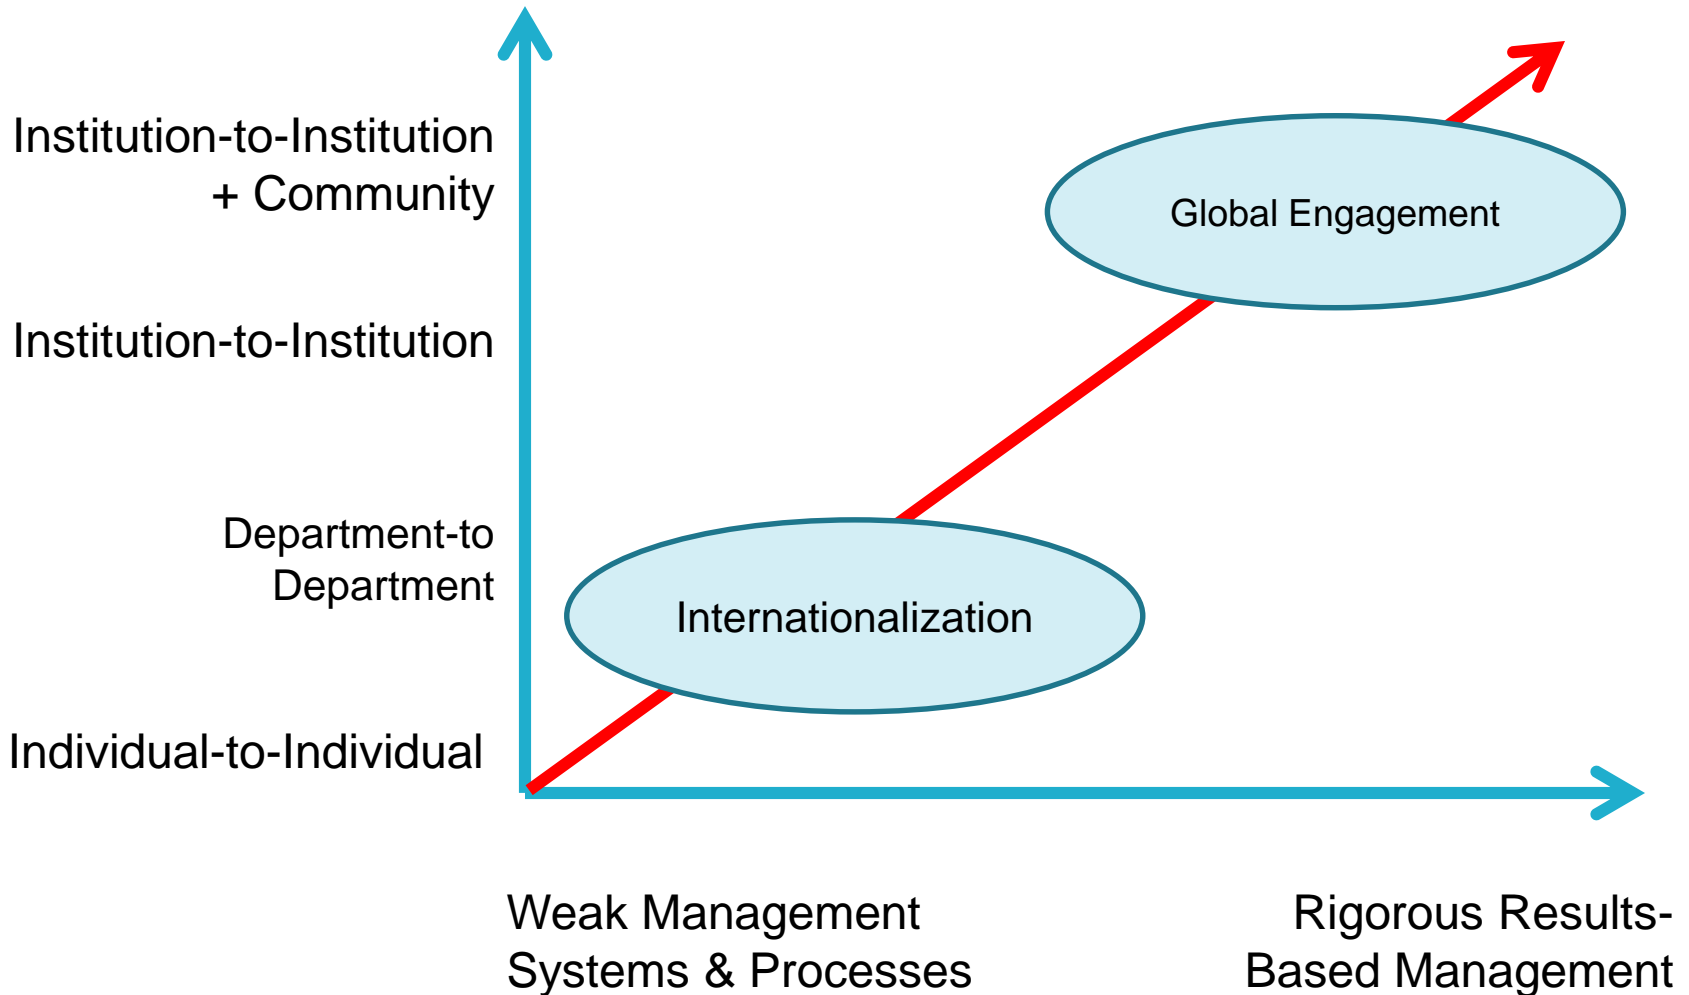 Institution-to-Institution
+ Community
Global Engagement
Institution-to-Institution
Department-to
Department
Internationalization
Individual-to-Individual
Weak Management
Systems & Processes
Rigorous Results-
Based Management